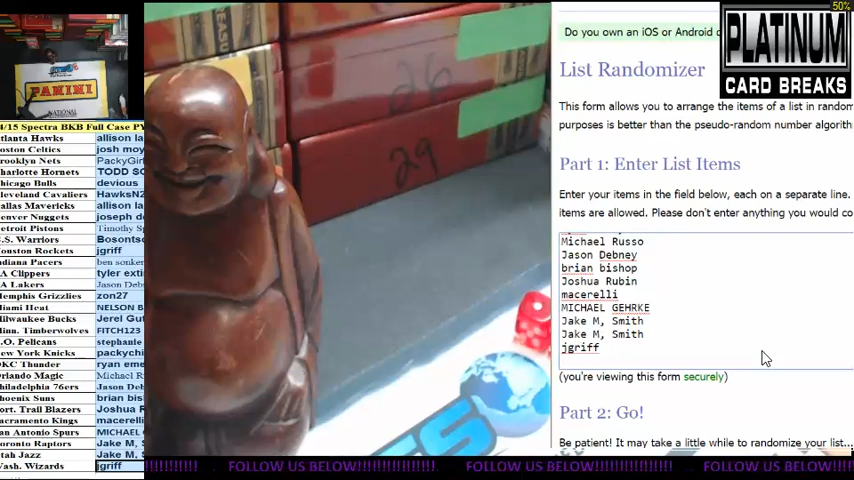 50%
PLATINUM
CARD BREAKS
PANINI
NATIONAL
4/15 Spectra BKB Full Case PY
tlanta Hawks allison la
oston Celtics josh moy
rooklyn Nets PackyGir
harlotte Hornets TODD SC
hicago Bulls devious
leveland Cavaliers HawksN2
allas Mavericks allison la
enver Nuggets joseph d
etroit Pistons Timothy S
.S. Warriors Bosontsc
ouston Rockets jgriff
ndiana Pacers ben sonker
A Clippers tyler exti
A Lakers Jason Deb
emphis Grizzlies zon27
iami Heat NELSON B
ilwaukee Bucks Jerel Gut
inn. Timberwolves FITCH123
.O. Pelicans stephanie
ew York Knicks packychi
KC Thunder ryan eme
rlando Magic Michael R
hiladelphia 76ers Jason De
hoenix Suns brian bis
ort. Trail Blazers Joshua R
acramento Kings macerelli
an Antonio Spurs MICHAEL
oronto Raptors Jake M, S
tah Jazz Jake M, S
ash. Wizards jgriff
TREASURE
26
29
Do you own an iOS or Android d
List Randomizer
This form allows you to arrange the items of a list in random
purposes is better than the pseudo-random number algorith
Part 1: Enter List Items
Enter your items in the field below, each on a separate line.
items are allowed. Please don't enter anything you would co
Michael Russo
Jason Debney
brian bishop
Joshua Rubin
macerelli
MICHAEL GEHRKE
Jake M, Smith
Jake M, Smith
jgriff
(you're viewing this form securely)
Part 2: Go!
Be patient! It may take a little while to randomize your list...
!!!!!!!!!!! FOLLOW US BELOW!!!!!!!!!!!!!!!!! FOLLOW US BELOW!!!!!!!!!!!!!!!!! FOLLOW US BE